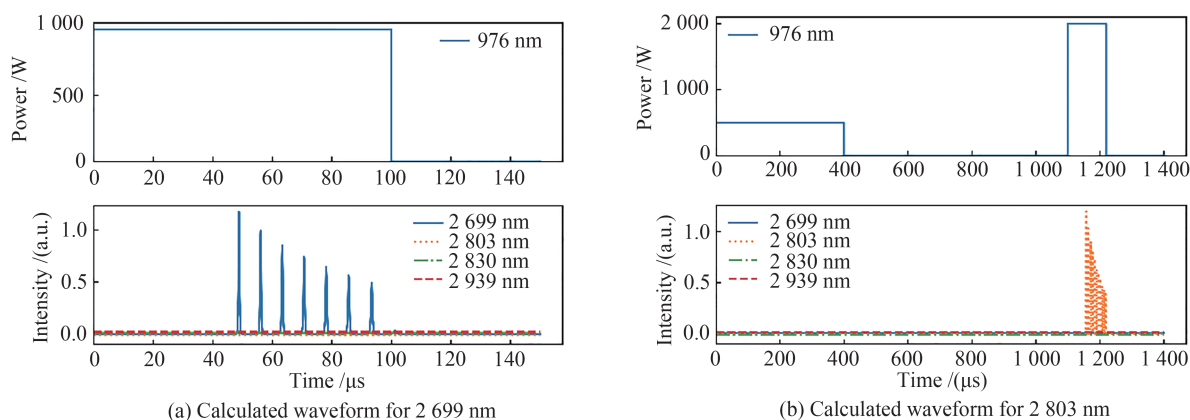 1 000
500
0
Power /W
976 nm
0 20 40 60 80 100 120 140
1.0
0.5
0.0
Intensity /(a.u.)
2 699 nm
2 803 nm
2 830 nm
2 939 nm
0 20 40 60 80 100 120 140
Time /μs
(a) Calculated waveform for 2 699 nm
2 000
1 000
0
Power /W
976 nm
0 200 400 600 800 1 000 1 200 1 400
1.0
0.5
0.0
Intensity /(a.u.)
2 699 nm
2 803 nm
2 830 nm
2 939 nm
0 200 400 600 800 1 000 1 200 1 400
Time /(μs)
(b) Calculated waveform for 2 803 nm